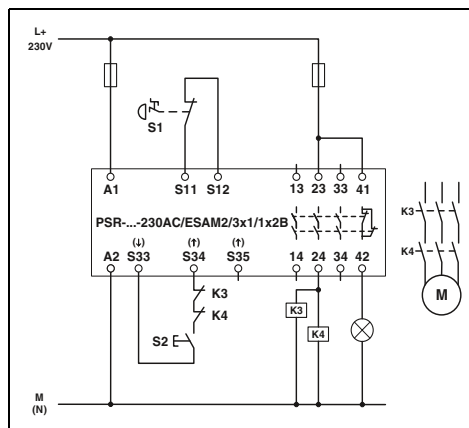 L+
230V
S1
A1 S11 S12 13 23 33 41
PSR-...-230AC/ESAM2/3x1/1x2B
(↓) (↑) (↑)
A2 S33 S34 S35 14 24 34 42
K3
K4
S2
K3
K4
K3
K4
M
M
(N)